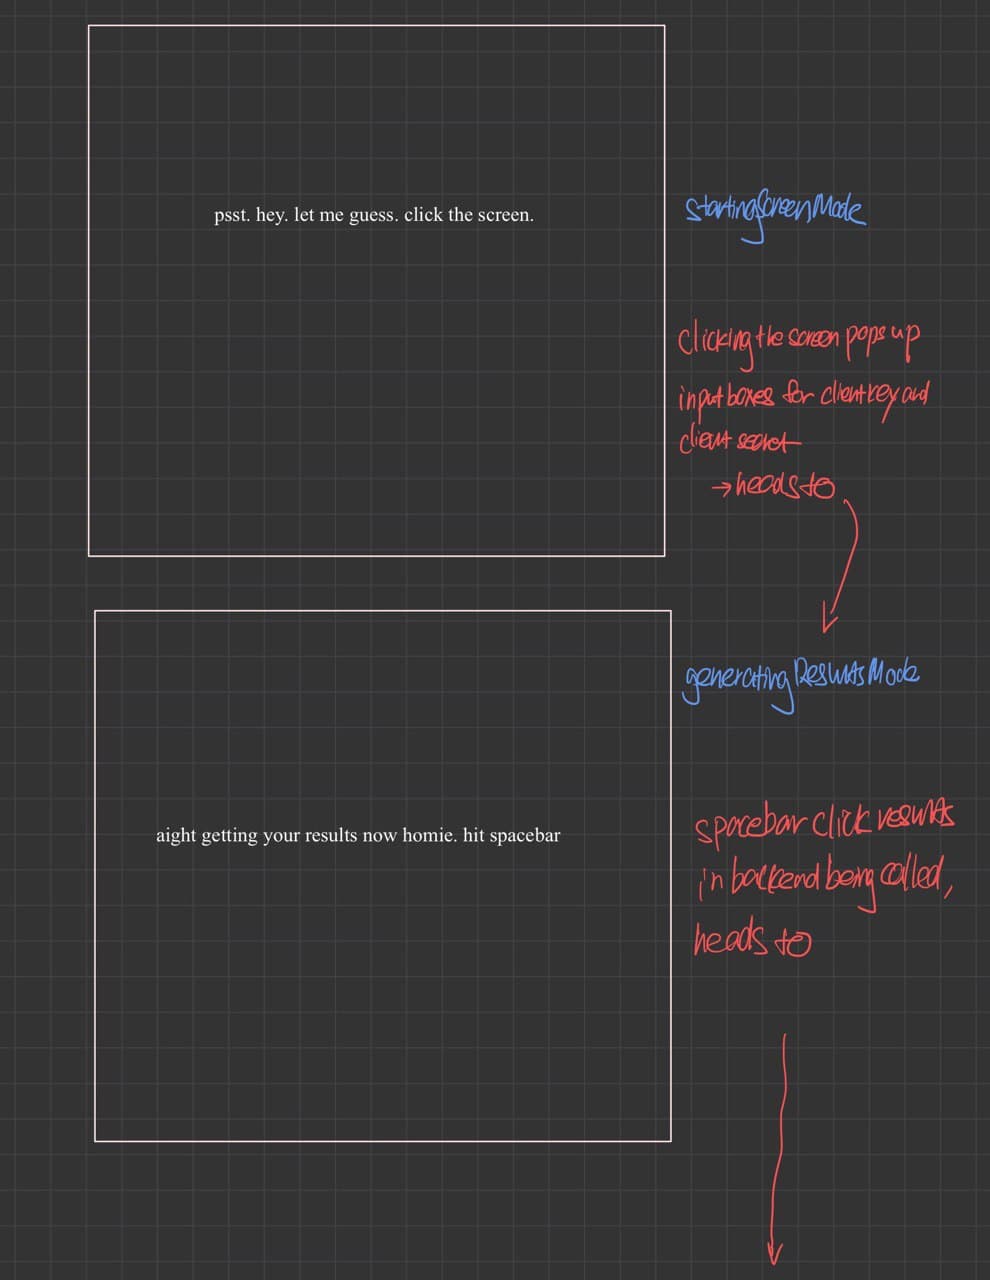 psst. hey. let me guess. click the screen.
startingScreenMode
clicking the screen pops up
input boxes for clientkey and
client secret
→ heads to
generatingResultsMode
aight getting your results now homie. hit spacebar
spacebar click results
in backend being called,
heads to